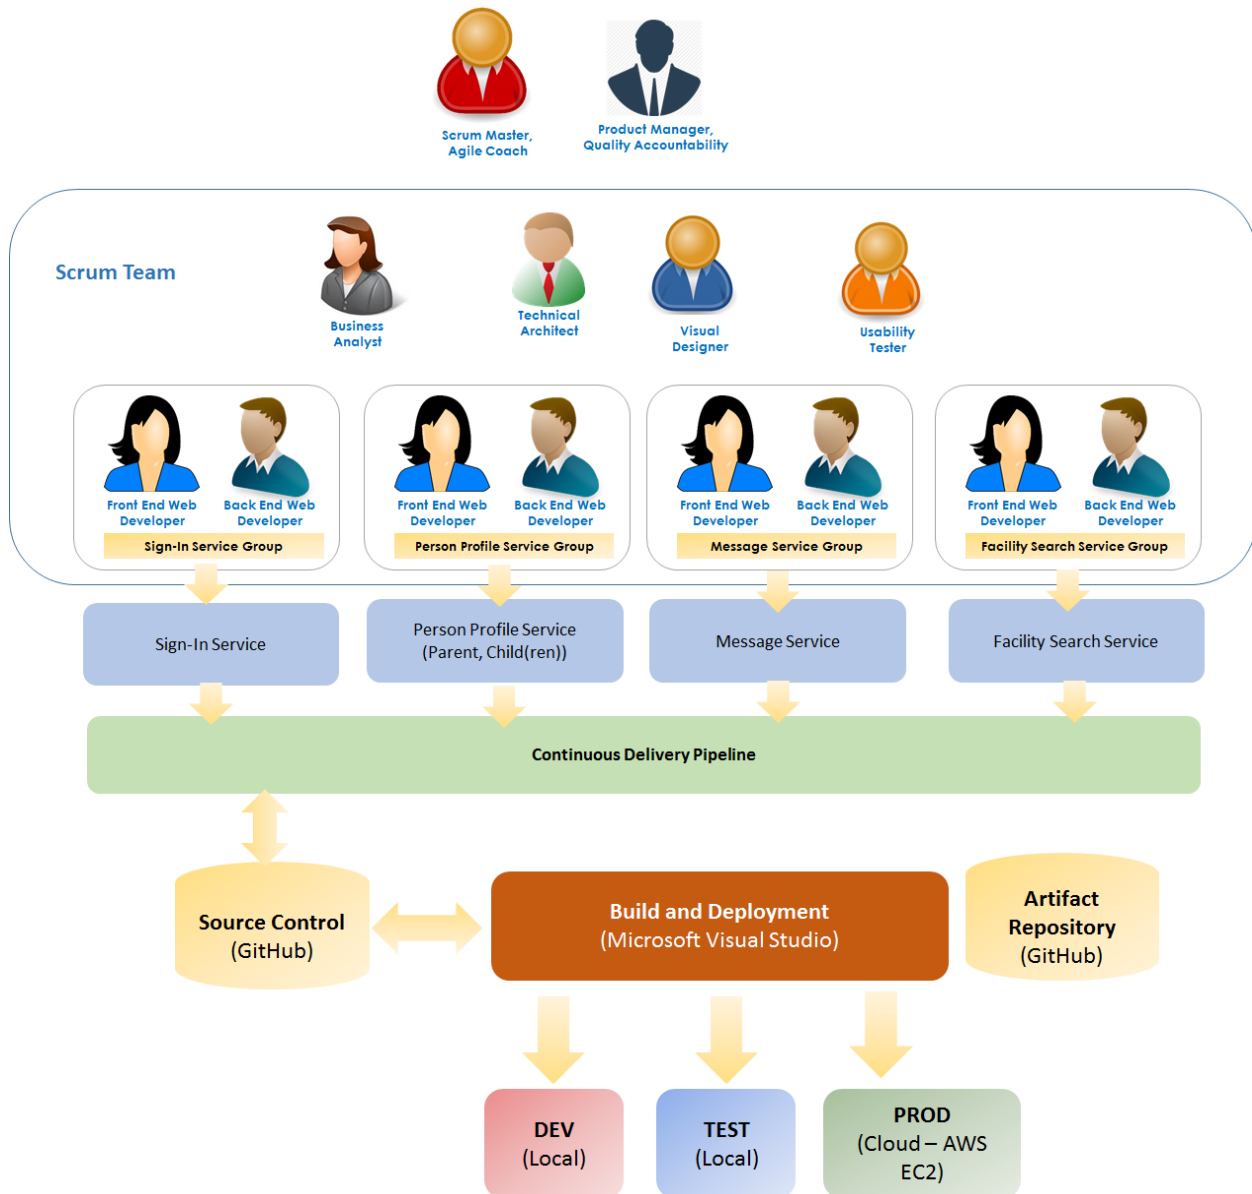 Scrum Master,
Agile Coach
Product Manager,
Quality Accountability
Scrum Team
Business
Analyst
Technical
Architect
Visual
Designer
Usability
Tester
Front End Web
Developer
Back End Web
Developer
Sign-In Service Group
Front End Web
Developer
Back End Web
Developer
Person Profile Service Group
Front End Web
Developer
Back End Web
Developer
Message Service Group
Front End Web
Developer
Back End Web
Developer
Facility Search Service Group
Sign-In Service
Person Profile Service
(Parent, Child(ren))
Message Service
Facility Search Service
Continuous Delivery Pipeline
Source Control
(GitHub)
Build and Deployment
(Microsoft Visual Studio)
Artifact
Repository
(GitHub)
DEV
(Local)
TEST
(Local)
PROD
(Cloud – AWS
EC2)